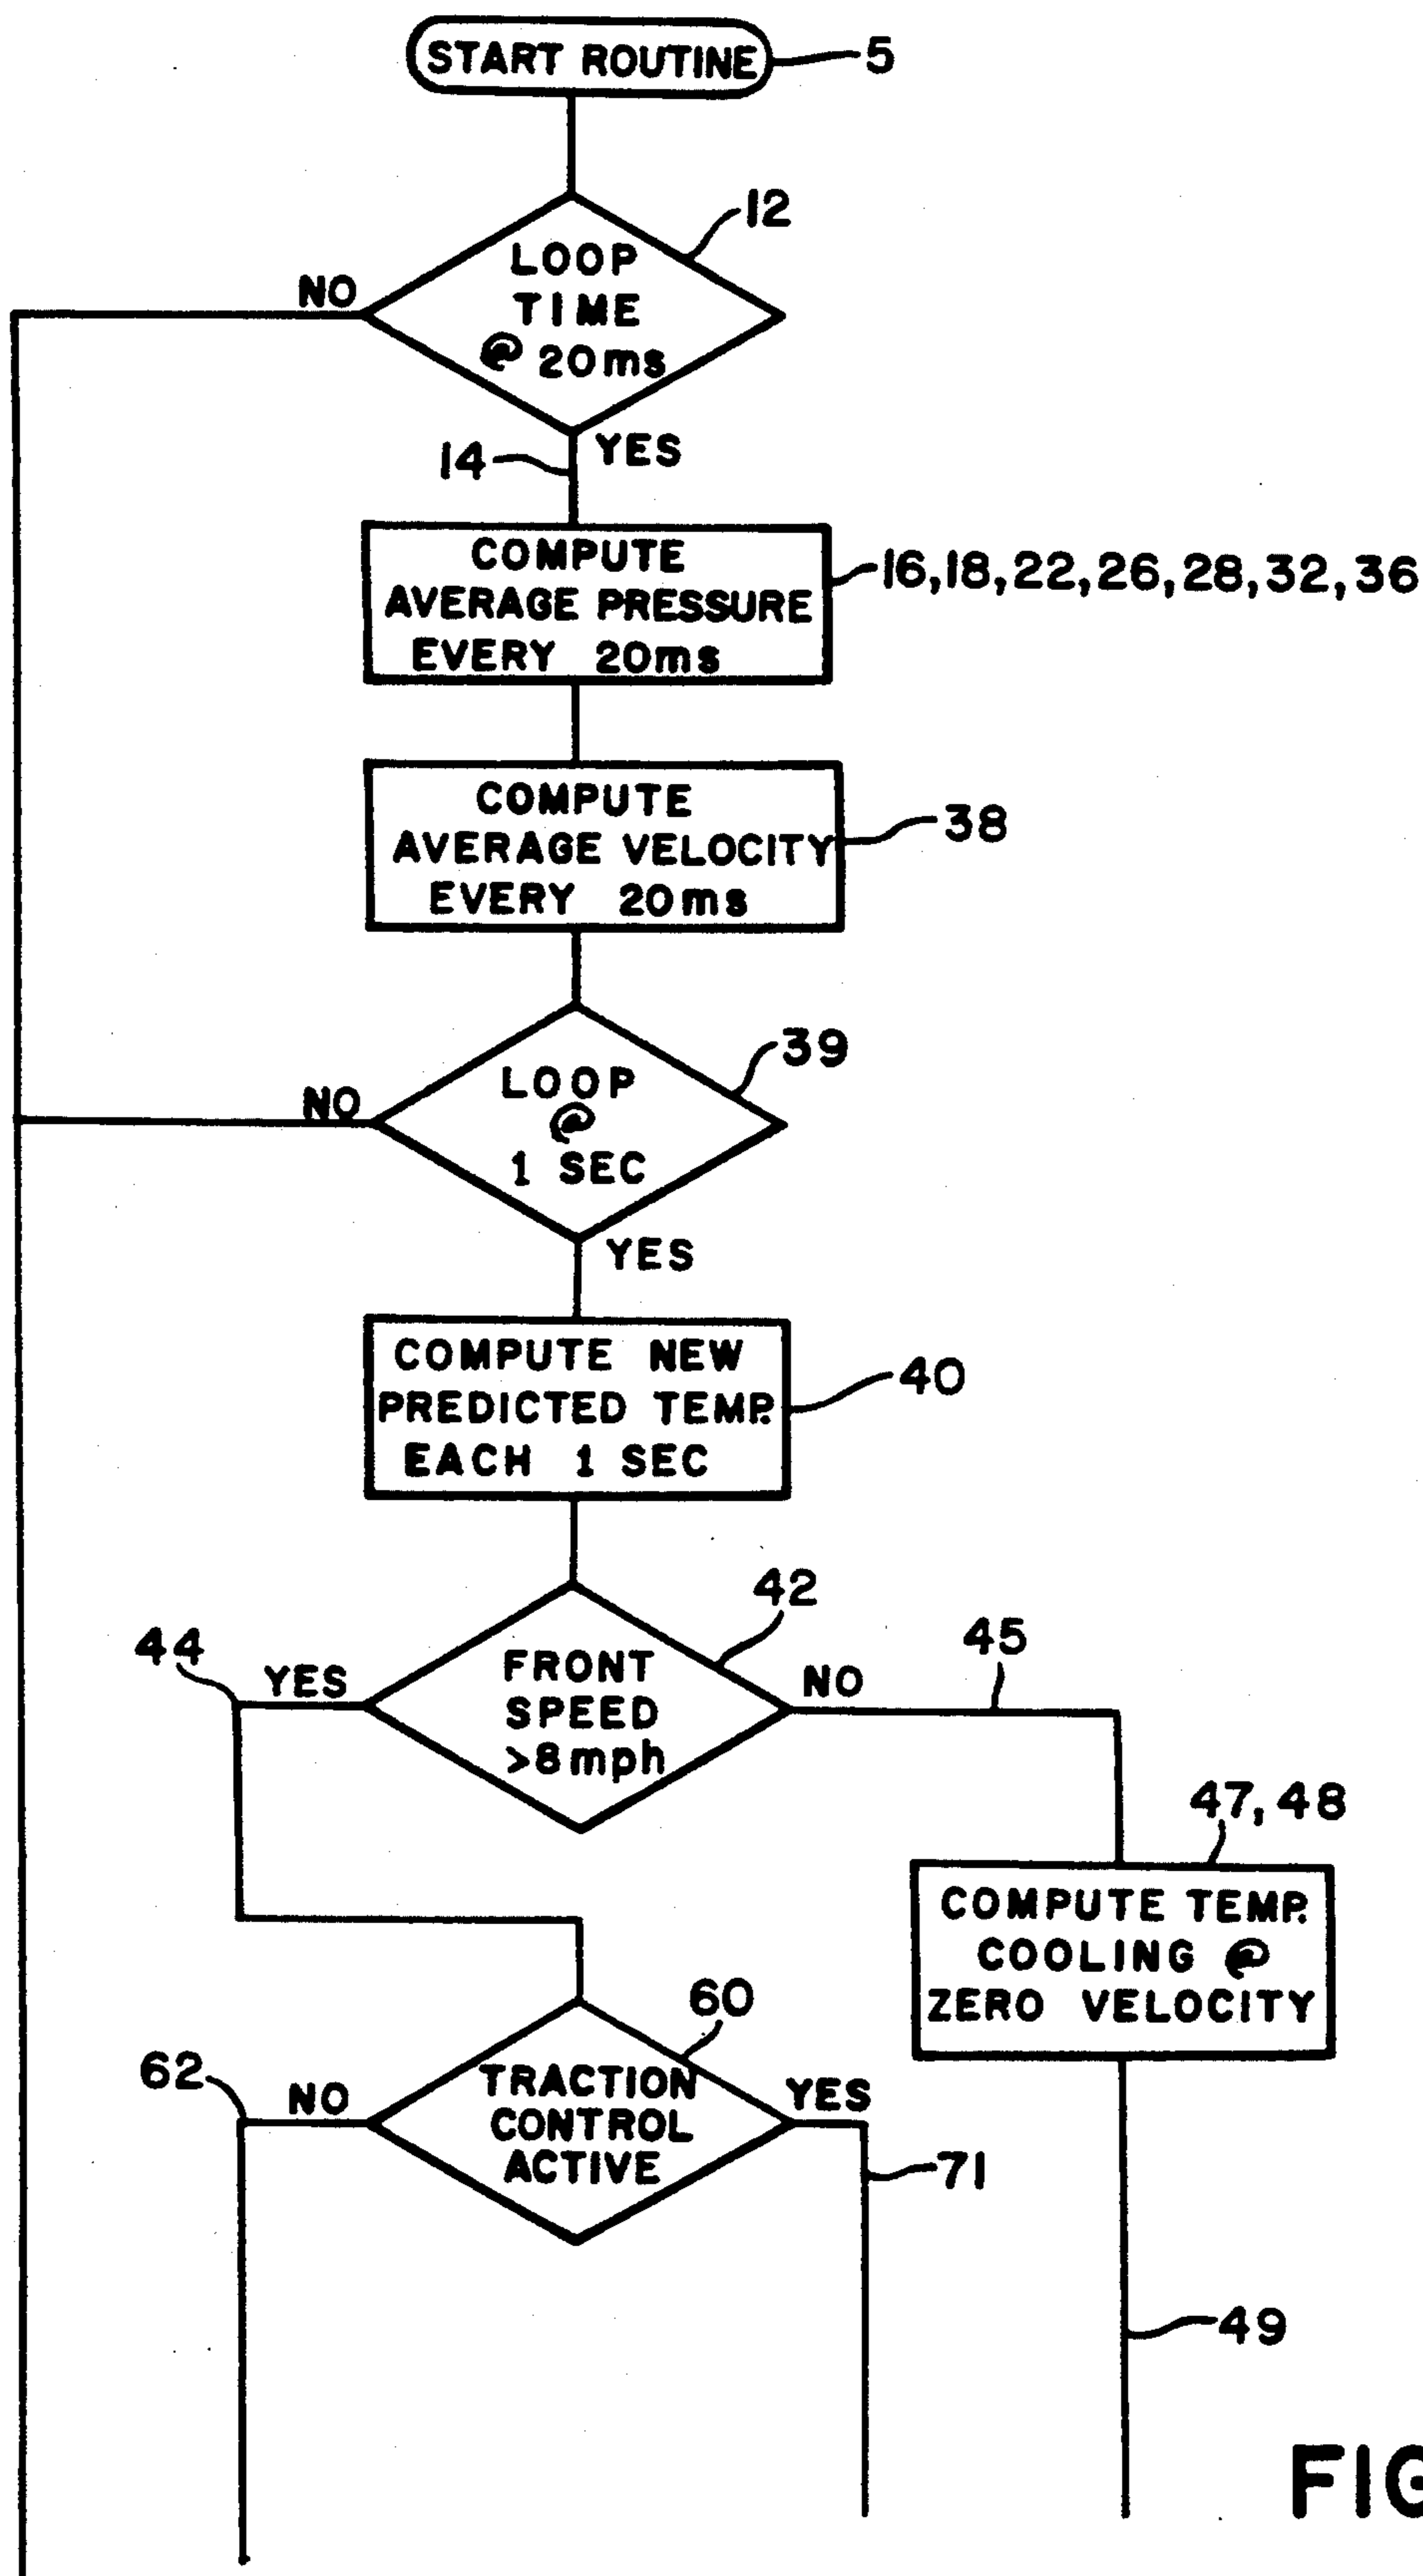 START ROUTINE
5
12
LOOP
TIME
@ 20ms
NO
YES
14
COMPUTE
AVERAGE PRESSURE
EVERY 20ms
16,18,22,26,28,32,36
COMPUTE
AVERAGE VELOCITY
EVERY 20ms
38
39
LOOP
@
1 SEC
NO
YES
COMPUTE NEW
PREDICTED TEMP.
EACH 1 SEC
40
42
44
YES
FRONT
SPEED
>8mph
NO
45
47, 48
COMPUTE TEMP.
COOLING @
ZERO VELOCITY
60
62
NO
TRACTION
CONTROL
ACTIVE
YES
71
49
FIG